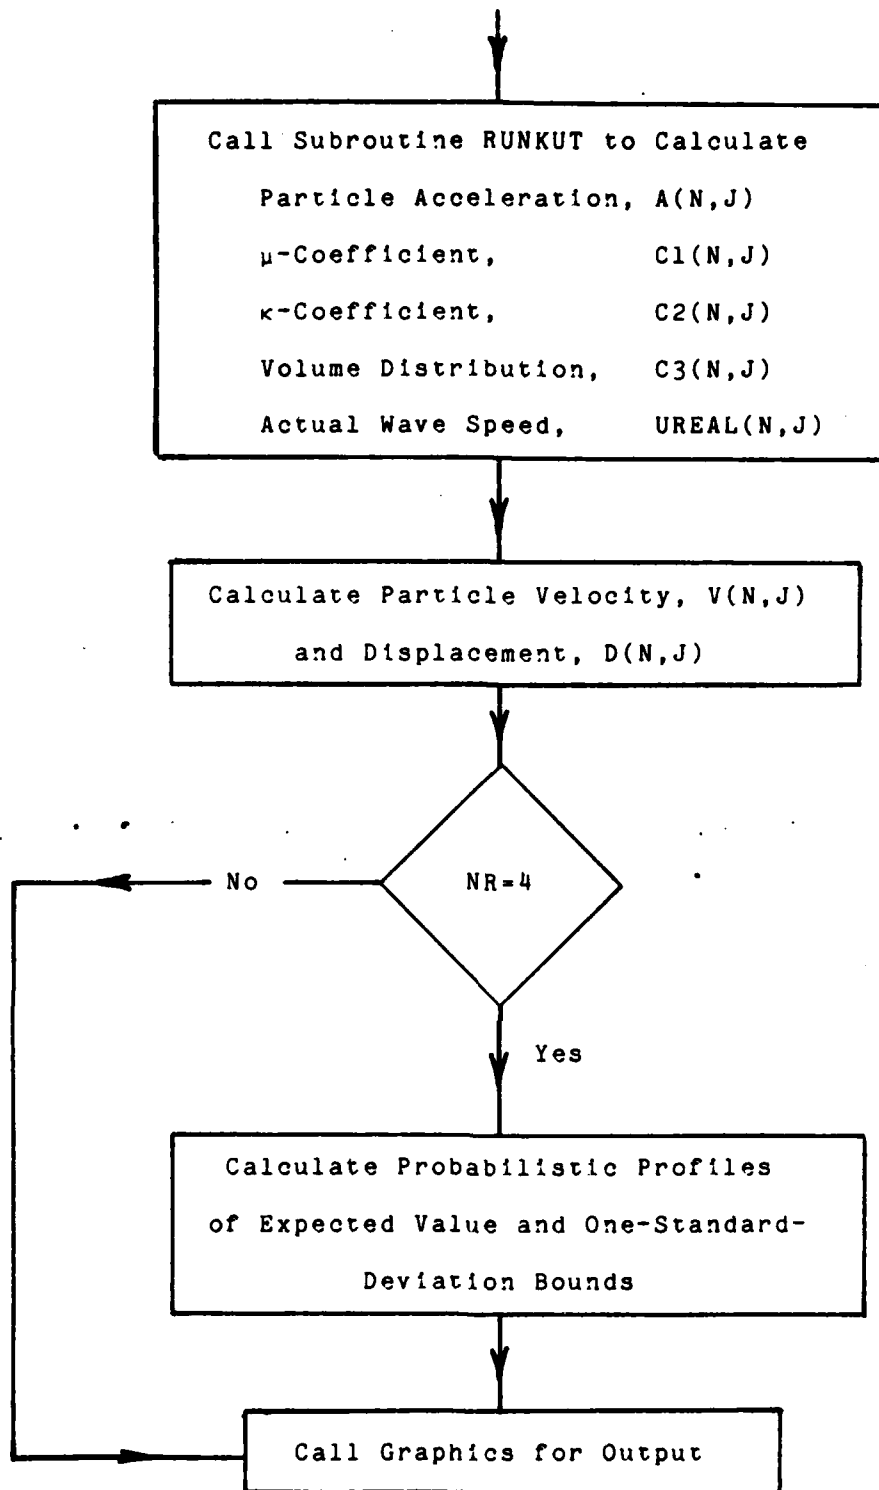 Call Subroutine RUNKUT to Calculate
Particle Acceleration, A(N,J)
μ-Coefficient, C1(N,J)
κ-Coefficient, C2(N,J)
Volume Distribution, C3(N,J)
Actual Wave Speed, UREAL(N,J)
Calculate Particle Velocity, V(N,J)
and Displacement, D(N,J)
No
NR=4
Yes
Calculate Probabilistic Profiles
of Expected Value and One-Standard-
Deviation Bounds
Call Graphics for Output